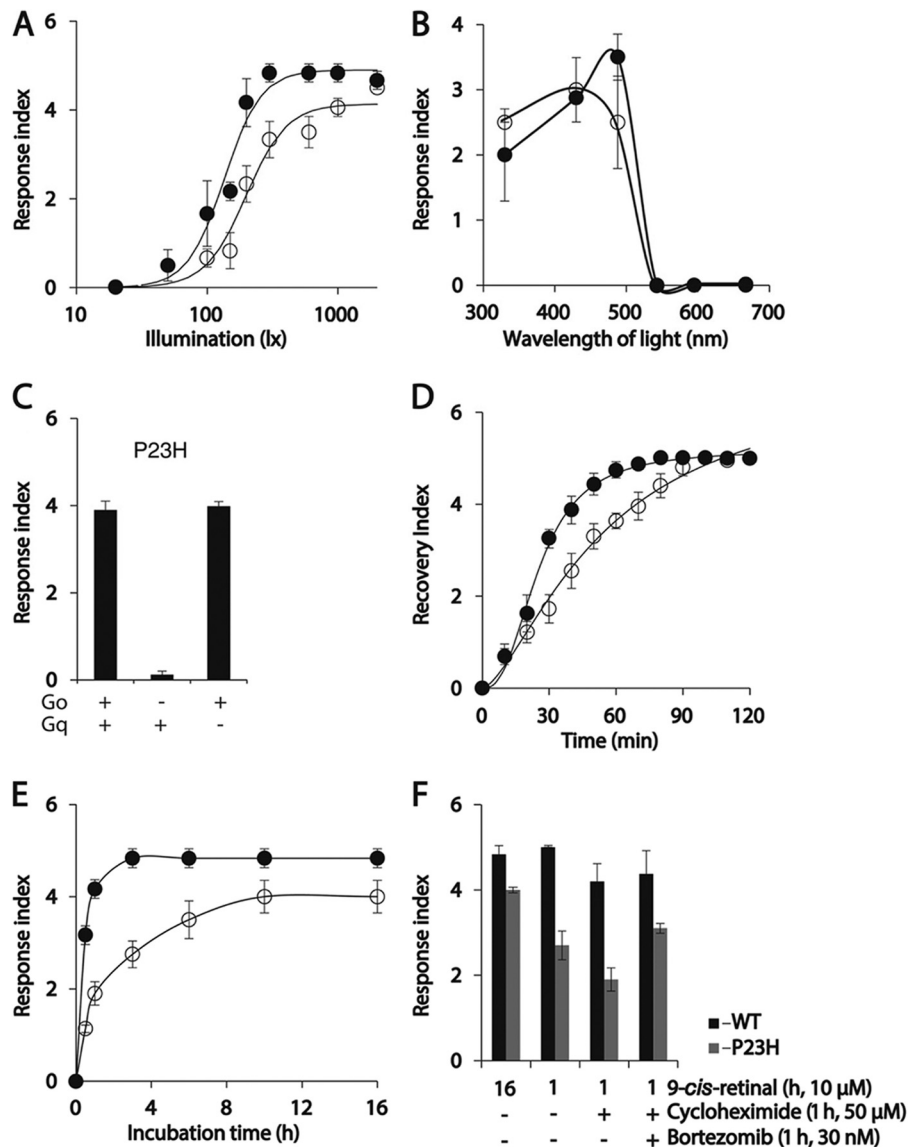 A
6
4
2
0
10
100
1000
Response index
Illumination (lx)
B
4
3
2
1
0
300
400
500
600
700
Response index
Wavelength of light (nm)
C
6
4
2
0
Response index
P23H
Go + - +
Gq + + -
D
6
4
2
0
0
30
60
90
120
Recovery Index
Time (min)
E
6
4
2
0
0
4
8
12
16
Response index
Incubation time (h)
F
6
4
2
0
Response index
–WT
–P23H
16 1 1 1 9-cis-retinal (h, 10 µM)
- - + + Cycloheximide (1 h, 50 µM)
- - - + Bortezomib (1 h, 30 nM)